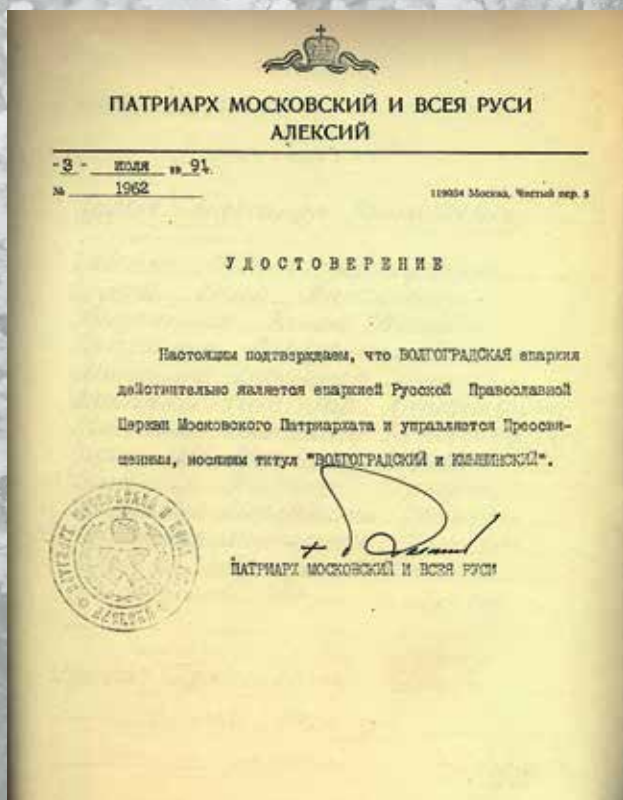 ПАТРИАРХ МОСКОВСКИЙ И ВСЕЯ РУСИ
АЛЕКСИЙ
-3- июля 19 91г.
№ 1962
119034 Москва, Чистый пер. 5
УДОСТОВЕРЕНИЕ
Настоящим подтверждаем, что ВОЛГОГРАДСКАЯ епархия
действительно является епархией Русской Православной
Церкви Московского Патриархата и управляется Преосвя-
щенным, носящим титул "ВОЛГОГРАДСКИЙ и КАМЫШИНСКИЙ".
ПАТРИАРХ МОСКОВСКИЙ И ВСЕЯ РУСИ